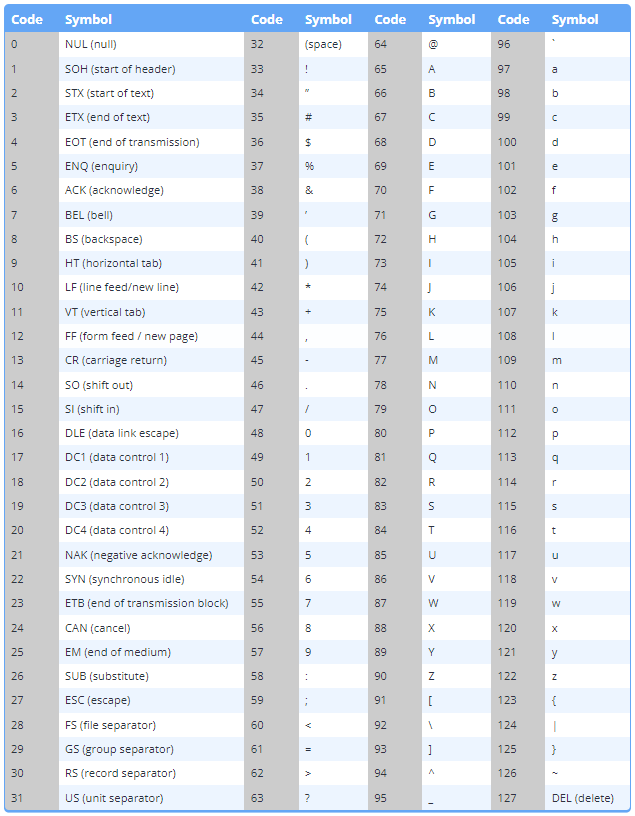 Code Symbol Code Symbol Code Symbol Code Symbol
0 NUL (null) 32 (space) 64 @ 96 `
1 SOH (start of header) 33 ! 65 A 97 a
2 STX (start of text) 34 " 66 B 98 b
3 ETX (end of text) 35 # 67 C 99 c
4 EOT (end of transmission) 36 $ 68 D 100 d
5 ENQ (enquiry) 37 % 69 E 101 e
6 ACK (acknowledge) 38 & 70 F 102 f
7 BEL (bell) 39 ' 71 G 103 g
8 BS (backspace) 40 ( 72 H 104 h
9 HT (horizontal tab) 41 ) 73 I 105 i
10 LF (line feed/new line) 42 * 74 J 106 j
11 VT (vertical tab) 43 + 75 K 107 k
12 FF (form feed / new page) 44 , 76 L 108 l
13 CR (carriage return) 45 - 77 M 109 m
14 SO (shift out) 46 . 78 N 110 n
15 SI (shift in) 47 / 79 O 111 o
16 DLE (data link escape) 48 0 80 P 112 p
17 DC1 (data control 1) 49 1 81 Q 113 q
18 DC2 (data control 2) 50 2 82 R 114 r
19 DC3 (data control 3) 51 3 83 S 115 s
20 DC4 (data control 4) 52 4 84 T 116 t
21 NAK (negative acknowledge) 53 5 85 U 117 u
22 SYN (synchronous idle) 54 6 86 V 118 v
23 ETB (end of transmission block) 55 7 87 W 119 w
24 CAN (cancel) 56 8 88 X 120 x
25 EM (end of medium) 57 9 89 Y 121 y
26 SUB (substitute) 58 : 90 Z 122 z
27 ESC (escape) 59 ; 91 [ 123 {
28 FS (file separator) 60 < 92 \ 124 |
29 GS (group separator) 61 = 93 ] 125 }
30 RS (record separator) 62 > 94 ^ 126 ~
31 US (unit separator) 63 ? 95 _ 127 DEL (delete)